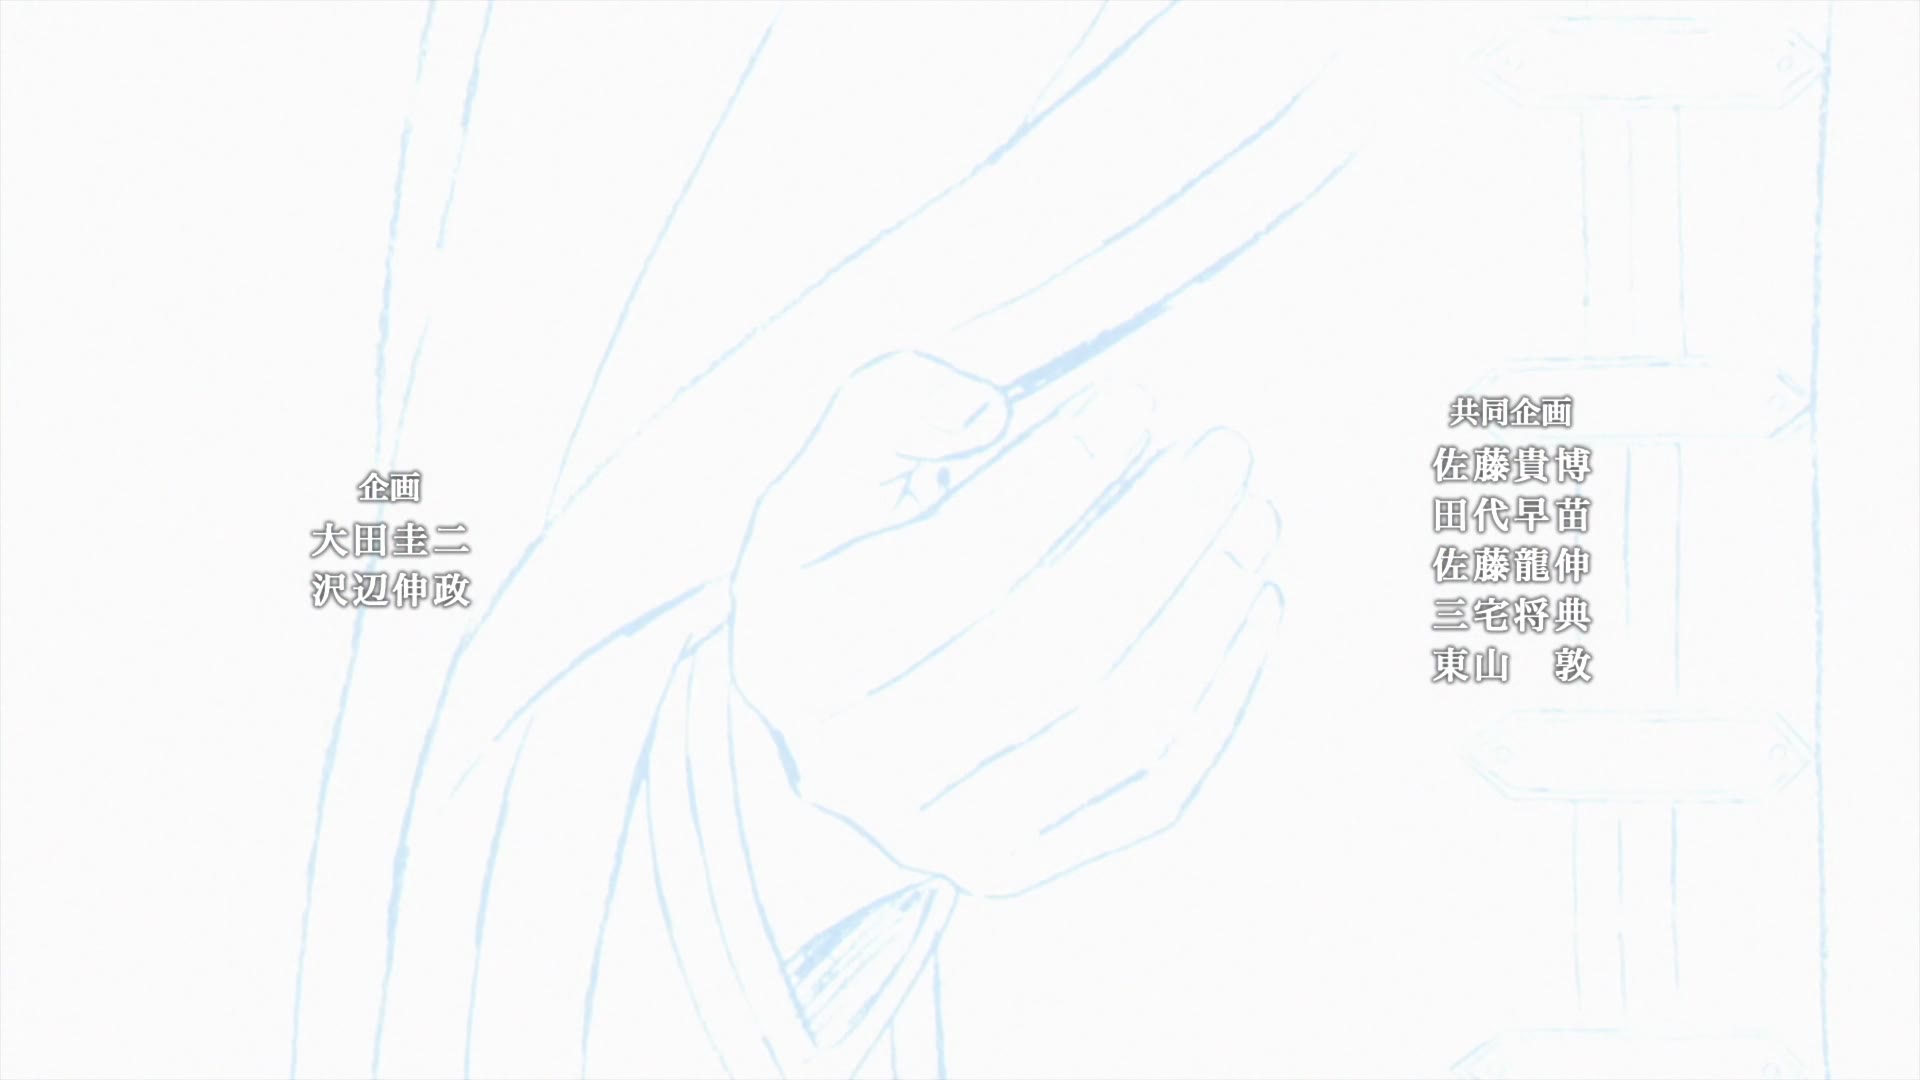 企画
大田圭二
沢辺伸政
共同企画
佐藤貴博
田代早苗
佐藤龍伸
三宅将典
東山　敦